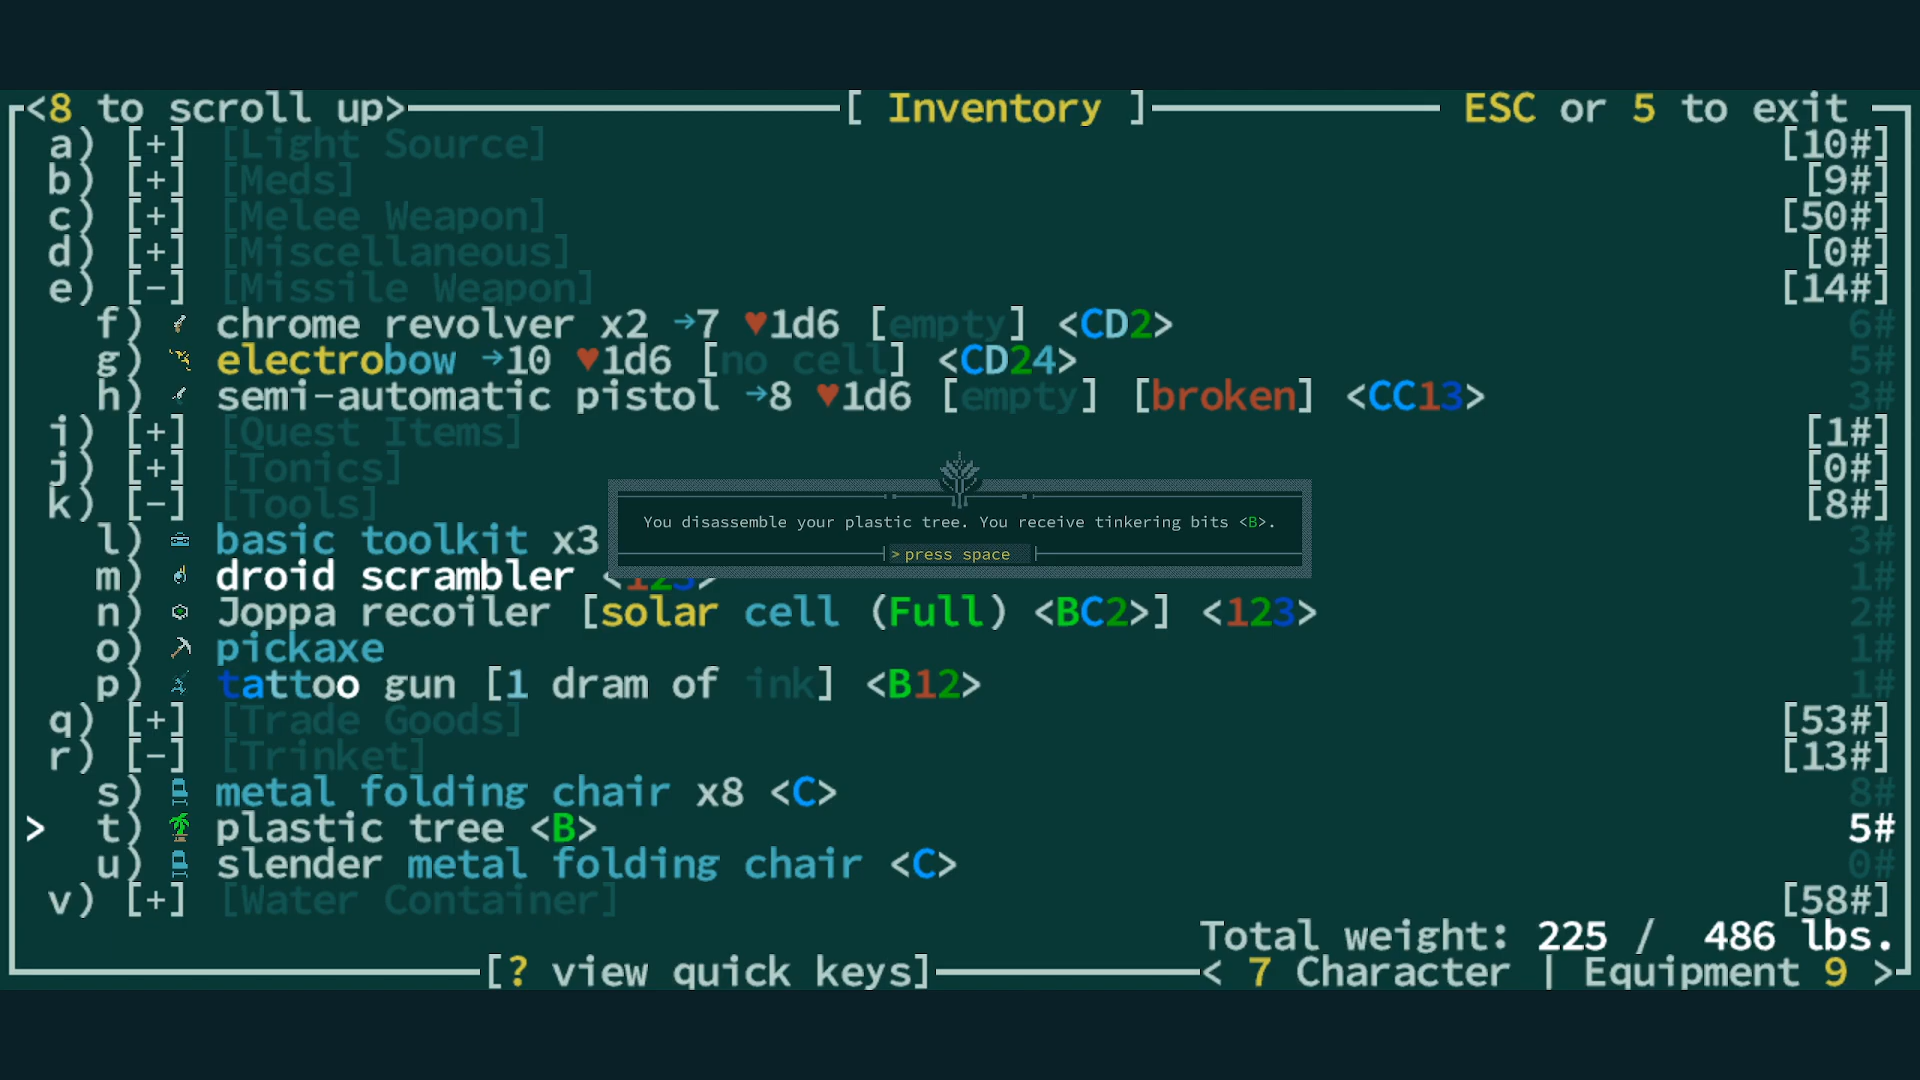 <8 to scroll up> [ Inventory ] ESC or 5 to exit
a) [+] [Light Source] [10#]
b) [+] [Meds] [9#]
c) [+] [Melee Weapon] [50#]
d) [+] [Miscellaneous] [0#]
e) [-] [Missile Weapon] [14#]
f) chrome revolver x2 →7 ♥1d6 [empty] <CD2> 6#
g) electrobow →10 ♥1d6 [no cell] <CD24> 5#
h) semi-automatic pistol →8 ♥1d6 [empty] [broken] <CC13> 3#
i) [+] [Quest Items] [1#]
j) [+] [Tonics] [0#]
k) [-] [Tools] [8#]
You disassemble your plastic tree. You receive tinkering bits <B>.
>press space
l) basic toolkit x3 3#
m) droid scrambler <123> 1#
n) Joppa recoiler [solar cell (Full) <BC2>] <123> 2#
o) pickaxe 1#
p) tattoo gun [1 dram of ink] <B12> 1#
q) [+] [Trade Goods] [53#]
r) [-] [Trinket] [13#]
s) metal folding chair x8 <C> 8#
> t) plastic tree <B> 5#
u) slender metal folding chair <C> 0#
v) [+] [Water Container] [58#]
Total weight: 225 / 486 lbs.
[? view quick keys] < 7 Character | Equipment 9 >